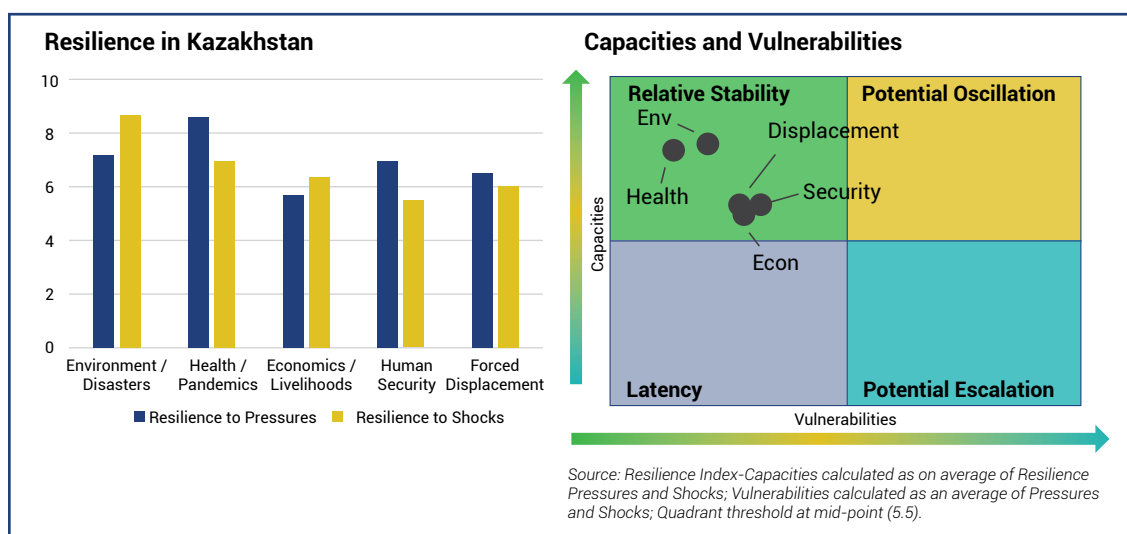 Resilience in Kazakhstan
10
8
6
4
2
0
Environment /
Disasters
Health /
Pandemics
Economics /
Livelihoods
Human
Security
Forced
Displacement
Resilience to Pressures
Resilience to Shocks
Capacities and Vulnerabilities
Relative Stability
Potential Oscillation
Env
Displacement
Health
Security
Econ
Capacities
Latency
Potential Escalation
Vulnerabilities
Source: Resilience Index-Capacities calculated as on average of Resilience
Pressures and Shocks; Vulnerabilities calculated as an average of Pressures
and Shocks; Quadrant threshold at mid-point (5.5).